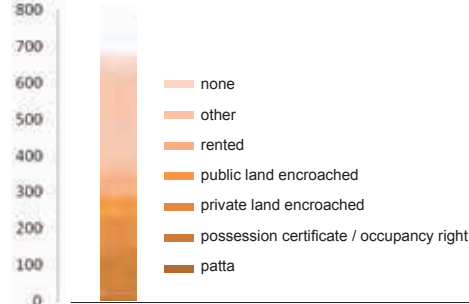 800
700
600
500
400
300
200
100
0
none
other
rented
public land encroached
private land encroached
possession certificate / occupancy right
patta